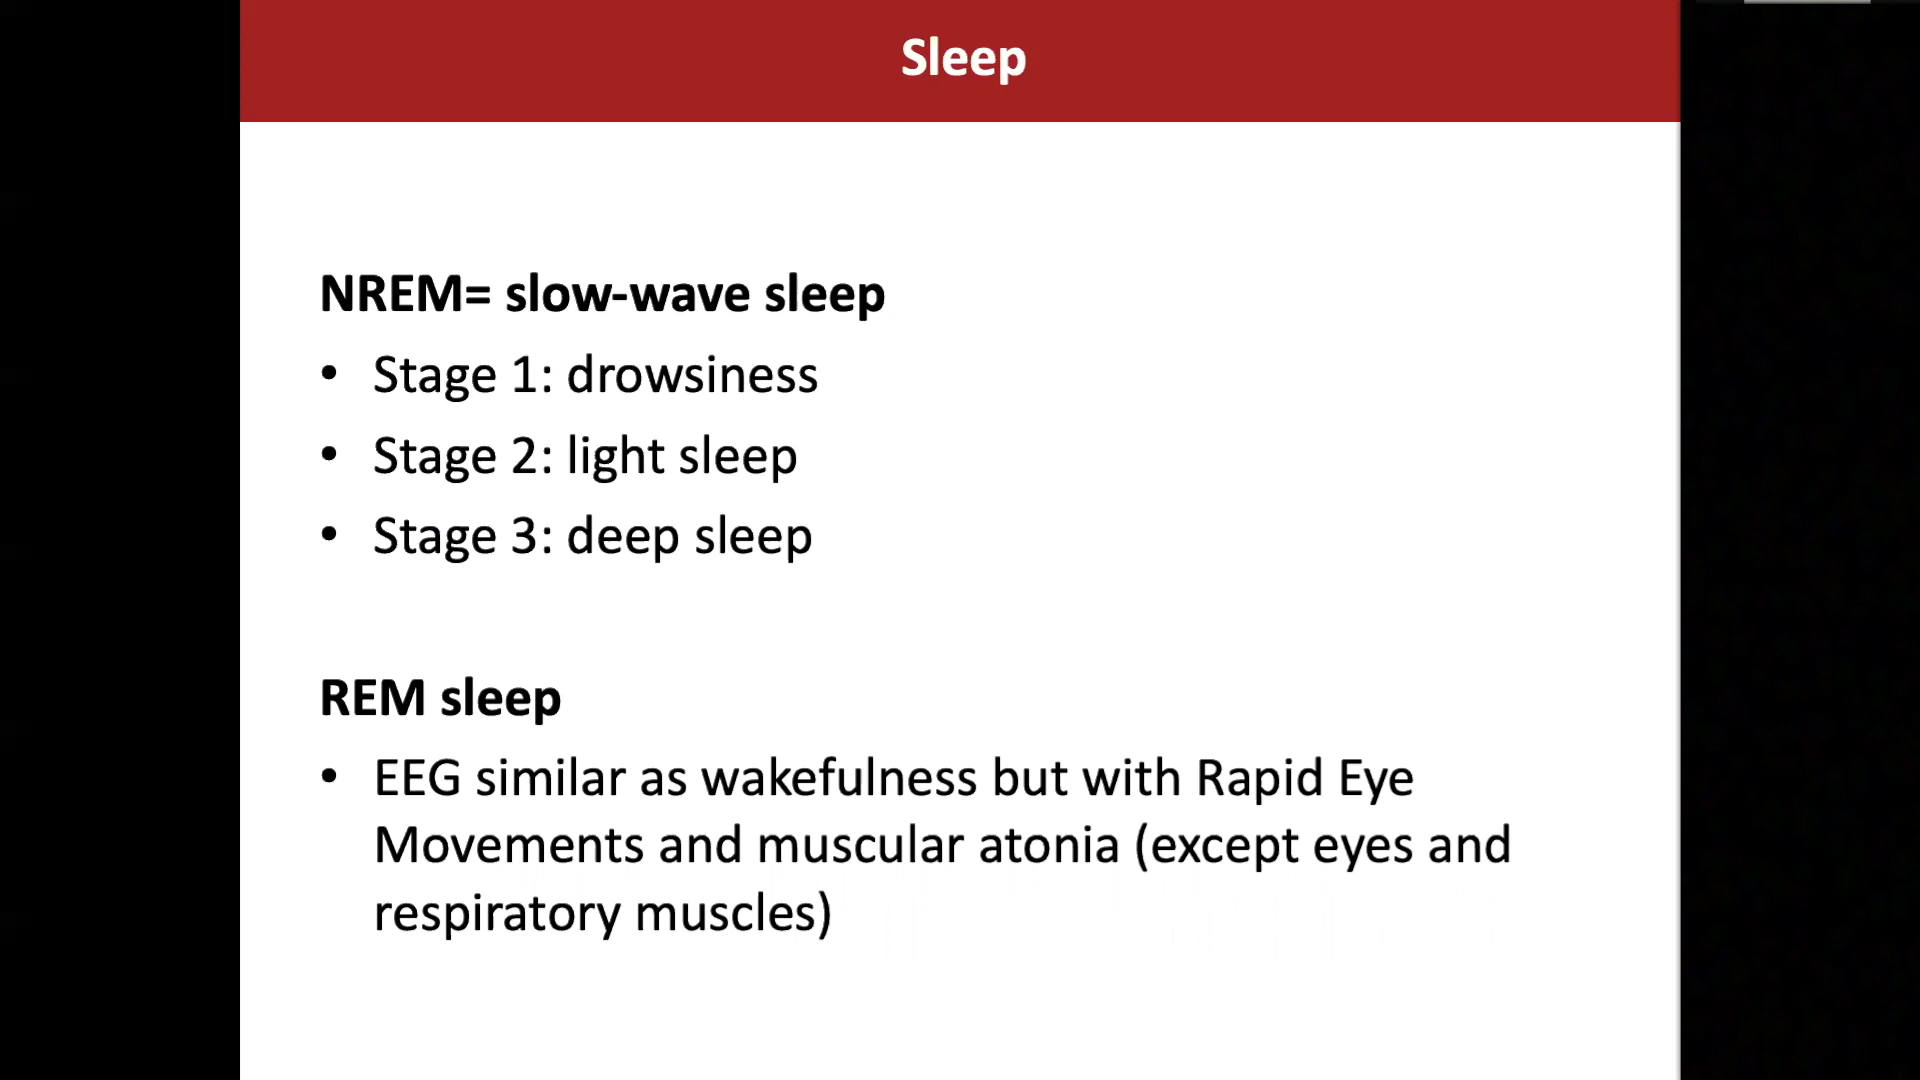 Sleep
NREM= slow-wave sleep
• Stage 1: drowsiness
• Stage 2: light sleep
• Stage 3: deep sleep
REM sleep
• EEG similar as wakefulness but with Rapid Eye
Movements and muscular atonia (except eyes and
respiratory muscles)